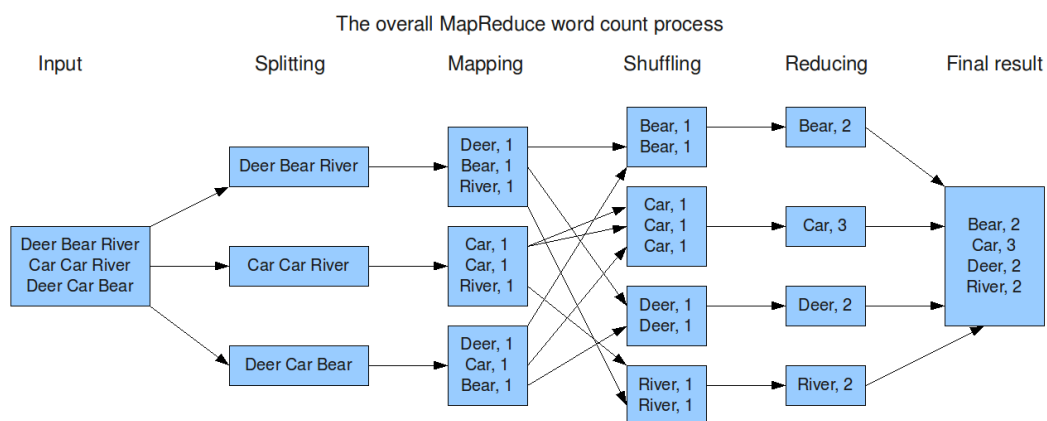 The overall MapReduce word count process
Input
Splitting
Mapping
Shuffling
Reducing
Final result
Deer Bear River
Car Car River
Deer Car Bear
Deer Bear River
Car Car River
Deer Car Bear
Deer, 1
Bear, 1
River, 1
Car, 1
Car, 1
River, 1
Deer, 1
Car, 1
Bear, 1
Bear, 1
Bear, 1
Car, 1
Car, 1
Car, 1
Deer, 1
Deer, 1
River, 1
River, 1
Bear, 2
Car, 3
Deer, 2
River, 2
Bear, 2
Car, 3
Deer, 2
River, 2